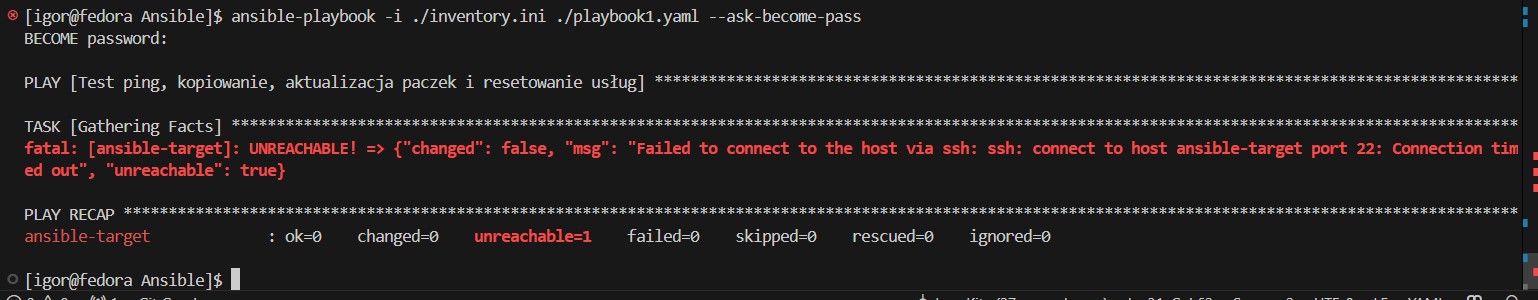 [igor@fedora Ansible]$ ansible-playbook -i ./inventory.ini ./playbook1.yaml --ask-become-pass
BECOME password:
PLAY [Test ping, kopiowanie, aktualizacja paczek i resetowanie usług] ************************************************************************************************
TASK [Gathering Facts] ***********************************************************************************************************************************************
fatal: [ansible-target]: UNREACHABLE! => {"changed": false, "msg": "Failed to connect to the host via ssh: ssh: connect to host ansible-target port 22: Connection tim
ed out", "unreachable": true}
PLAY RECAP ***********************************************************************************************************************************************************
ansible-target             : ok=0    changed=0    unreachable=1    failed=0    skipped=0    rescued=0    ignored=0
[igor@fedora Ansible]$